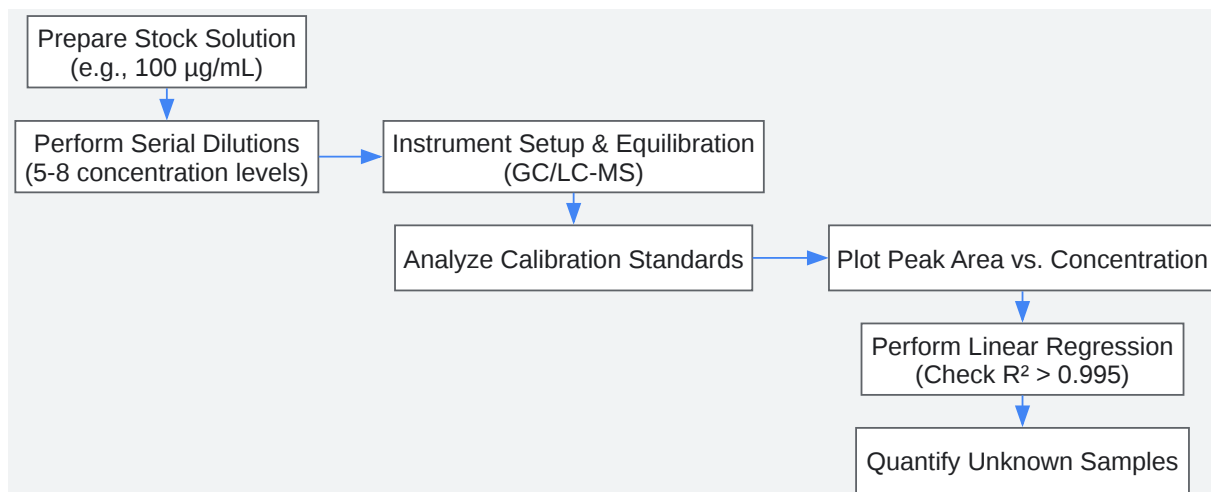 Prepare Stock Solution
(e.g., 100 µg/mL)
Perform Serial Dilutions
(5-8 concentration levels)
Instrument Setup & Equilibration
(GC/LC-MS)
Analyze Calibration Standards
Plot Peak Area vs. Concentration
Perform Linear Regression
(Check R² > 0.995)
Quantify Unknown Samples